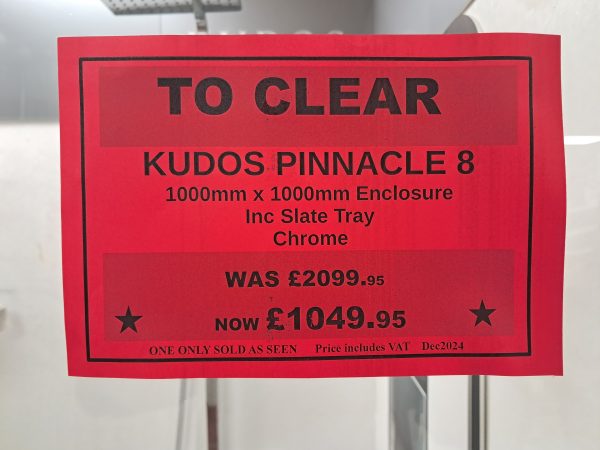 TO CLEAR
KUDOS PINNACLE 8
1000mm x 1000mm Enclosure
Inc Slate Tray
Chrome
WAS £2099.95
NOW £1049.95
ONE ONLY SOLD AS SEEN Price includes VAT Dec2024